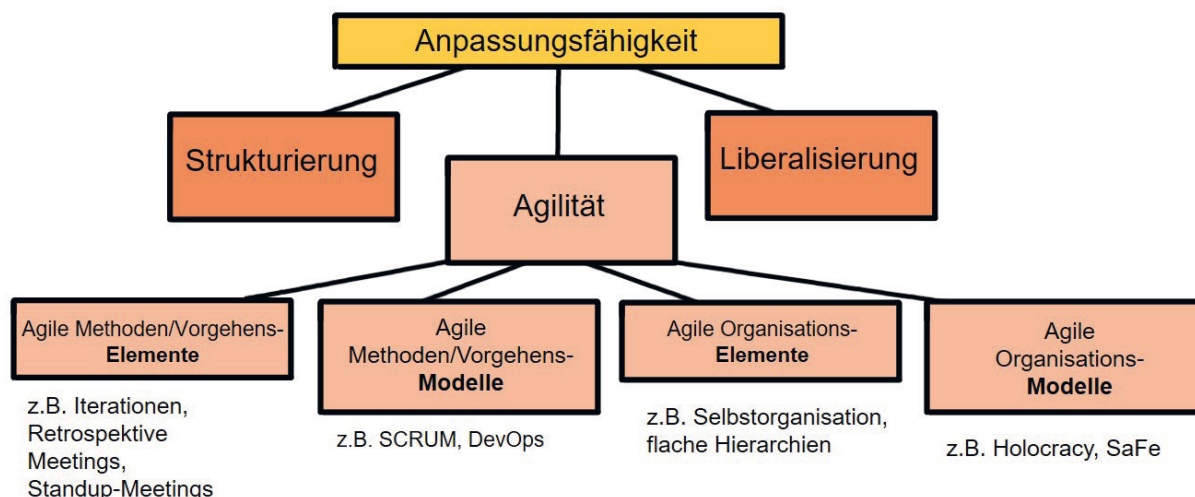 Anpassungsfähigkeit
Strukturierung
Liberalisierung
Agilität
Agile Methoden/Vorgehens-
Elemente
z.B. Iterationen,
Retrospektive
Meetings,
Standup-Meetings
Agile
Methoden/Vorgehens-
Modelle
z.B. SCRUM, DevOps
Agile Organisations-
Elemente
z.B. Selbstorganisation,
flache Hierarchien
Agile
Organisations-
Modelle
z.B. Holocracy, SaFe